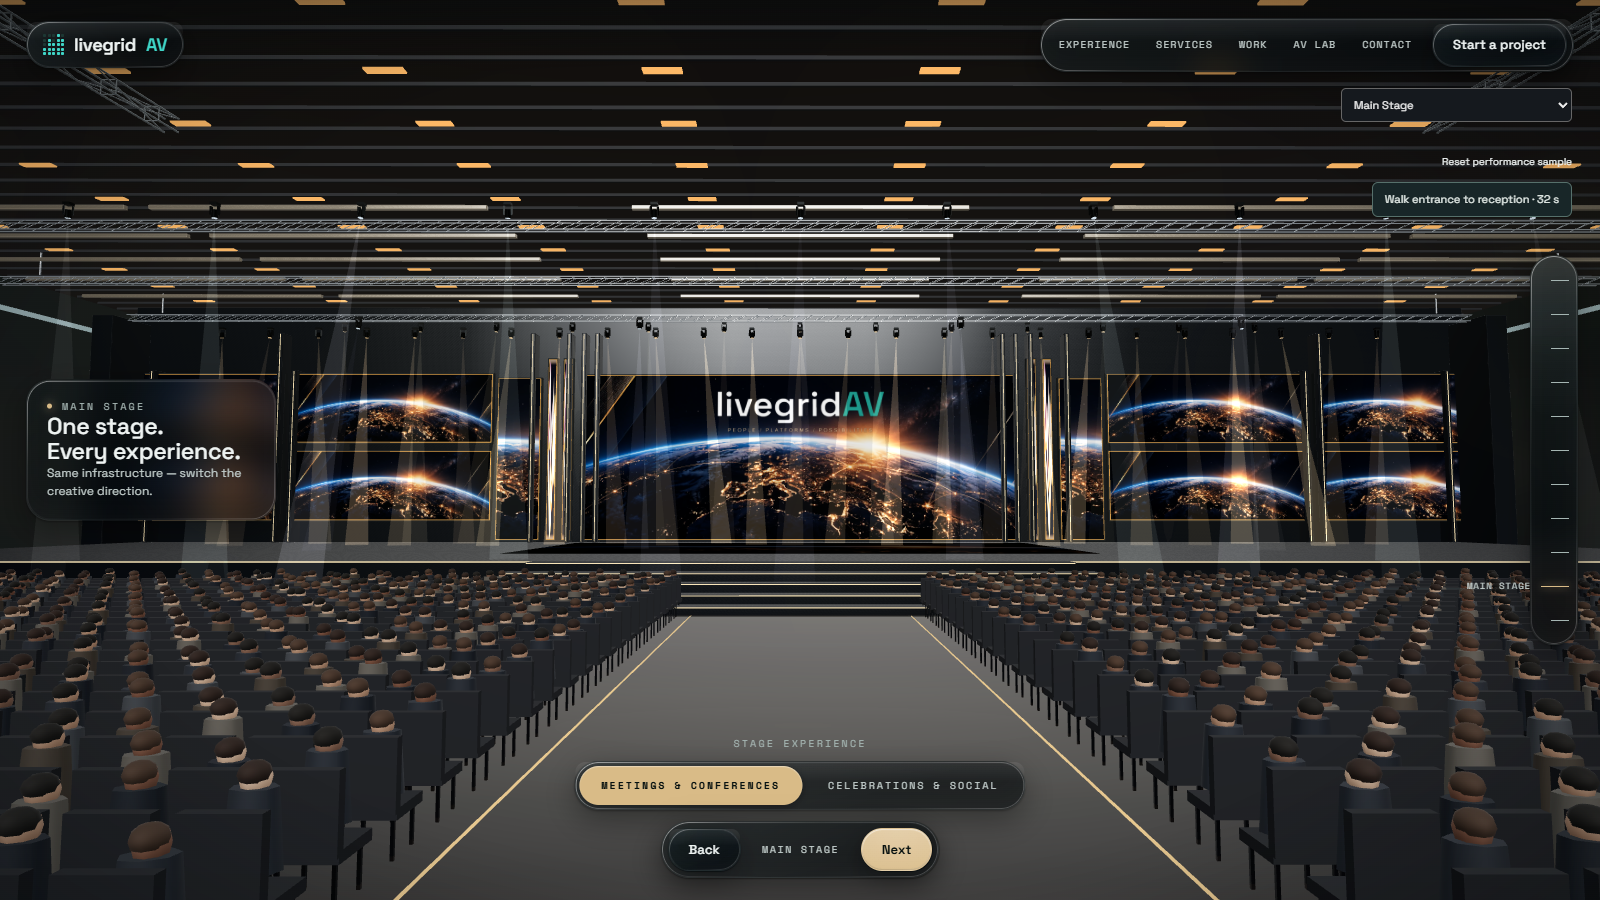 livegrid AV
EXPERIENCE SERVICES WORK AV LAB CONTACT Start a project
Main Stage
Reset performance sample
Walk entrance to reception · 32 s
livegridAV
PEOPLE · PLATFORMS ·
MAIN STAGE
One stage.
Every experience.
Same infrastructure — switch the
creative direction.
MAIN STAGE
STAGE EXPERIENCE
MEETINGS & CONFERENCES CELEBRATIONS & SOCIAL
Back MAIN STAGE Next